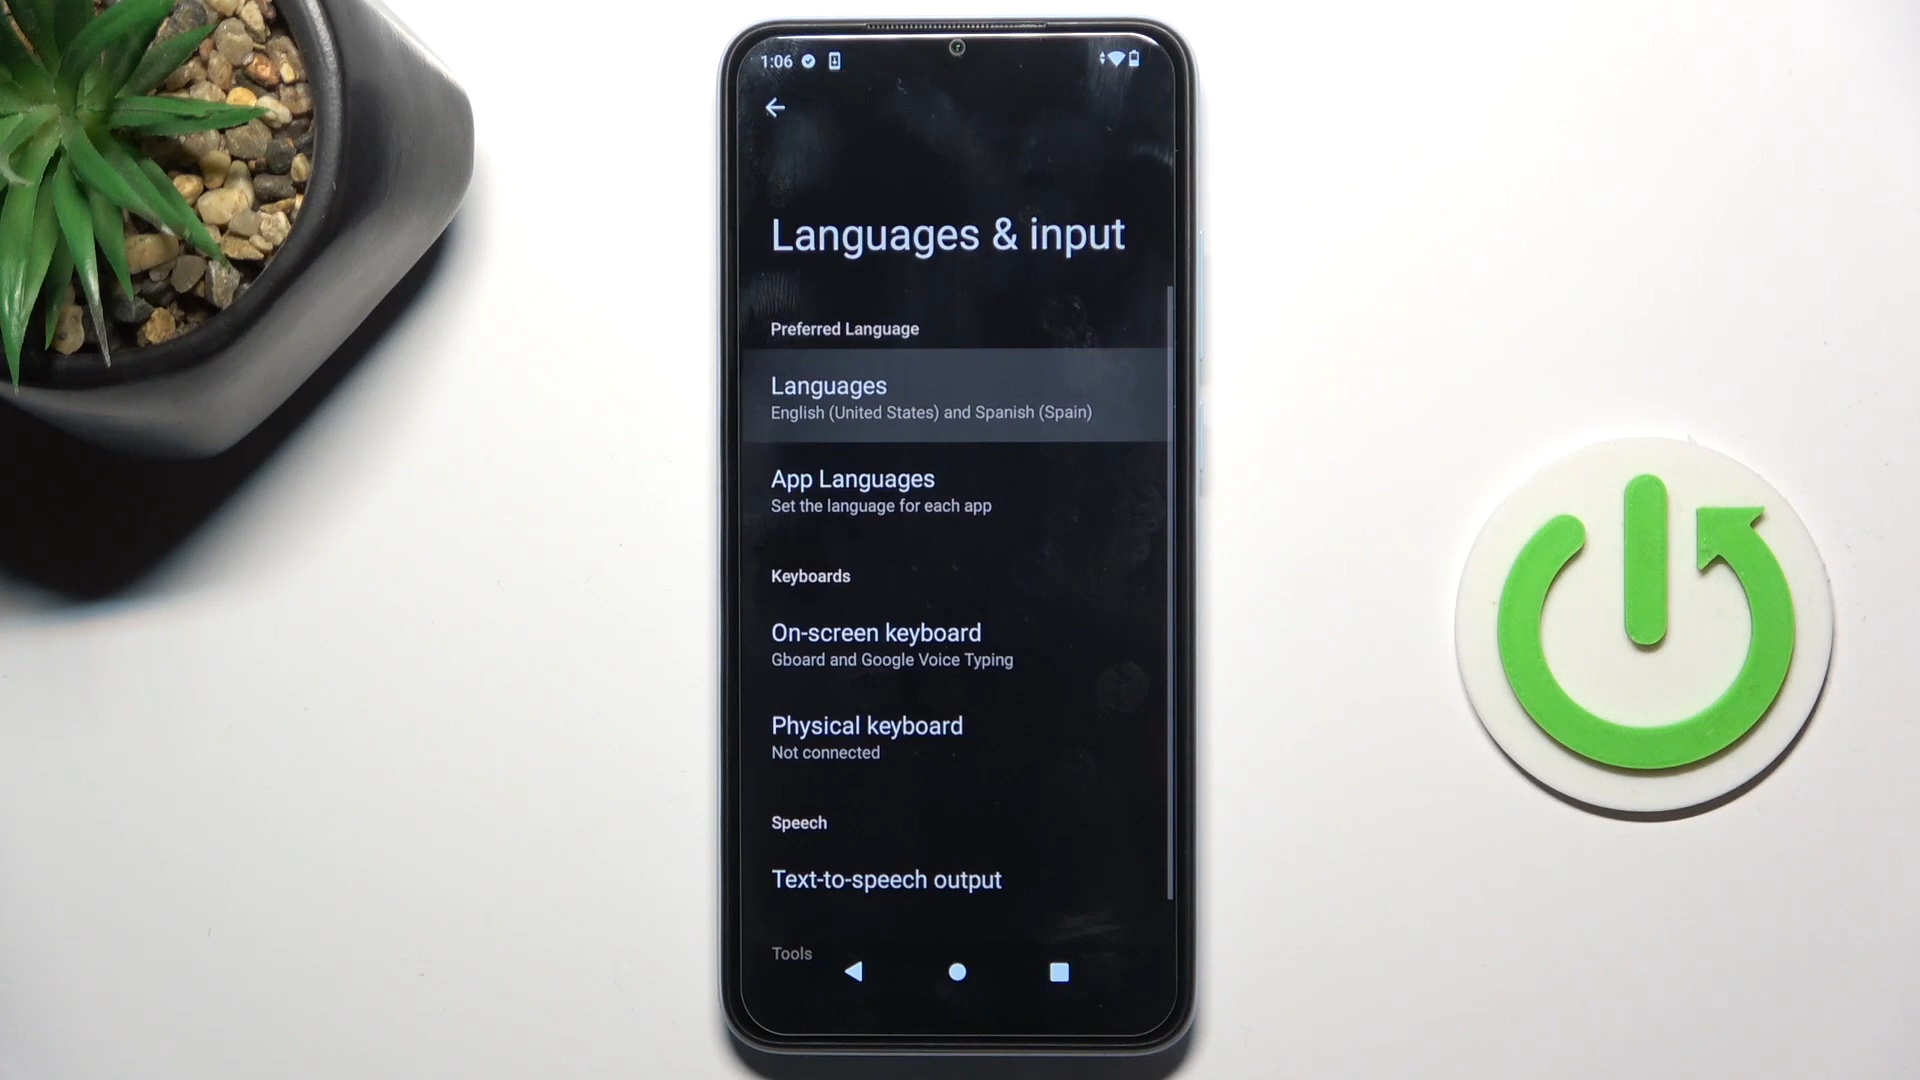 1:06
Languages & input
Preferred Language
Languages
English (United States) and Spanish (Spain)
App Languages
Set the language for each app
Keyboards
On-screen keyboard
Gboard and Google Voice Typing
Physical keyboard
Not connected
Speech
Text-to-speech output
Tools